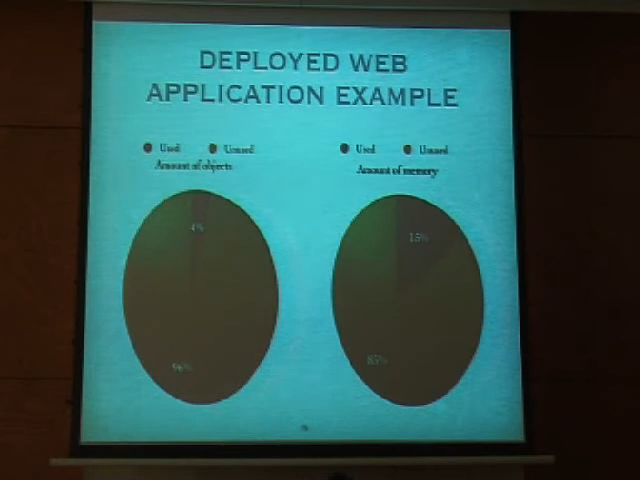 DEPLOYED WEB
APPLICATION EXAMPLE
Used Unused Used Unused
Amount of objects Amount of memory
4% 15%
96% 85%